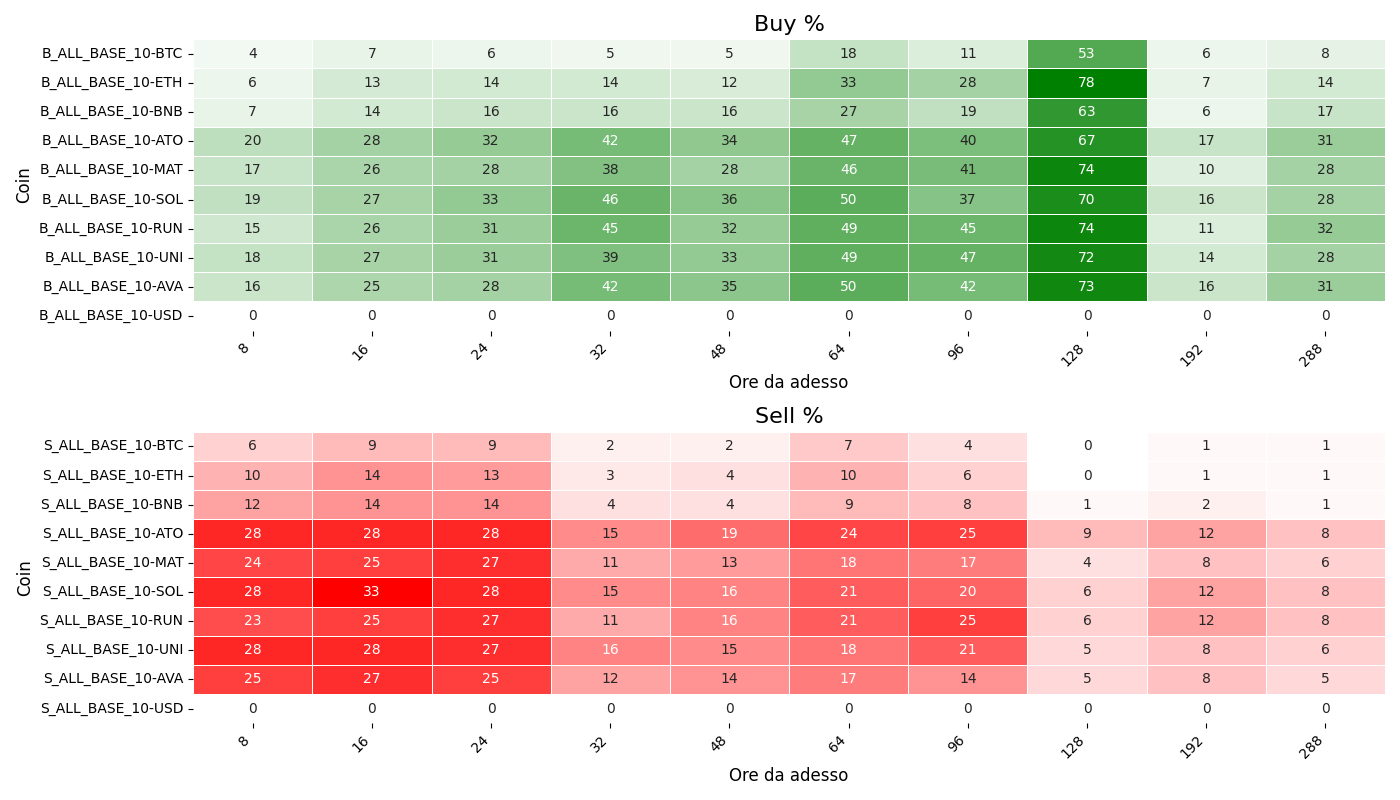 Buy %
Coin
B_ALL_BASE_10-BTC 4 7 6 5 5 18 11 53 6 8
B_ALL_BASE_10-ETH 6 13 14 14 12 33 28 78 7 14
B_ALL_BASE_10-BNB 7 14 16 16 16 27 19 63 6 17
B_ALL_BASE_10-ATO 20 28 32 42 34 47 40 67 17 31
B_ALL_BASE_10-MAT 17 26 28 38 28 46 41 74 10 28
B_ALL_BASE_10-SOL 19 27 33 46 36 50 37 70 16 28
B_ALL_BASE_10-RUN 15 26 31 45 32 49 45 74 11 32
B_ALL_BASE_10-UNI 18 27 31 39 33 49 47 72 14 28
B_ALL_BASE_10-AVA 16 25 28 42 35 50 42 73 16 31
B_ALL_BASE_10-USD 0 0 0 0 0 0 0 0 0 0
8 16 24 32 48 64 96 128 192 288
Ore da adesso
Sell %
Coin
S_ALL_BASE_10-BTC 6 9 9 2 2 7 4 0 1 1
S_ALL_BASE_10-ETH 10 14 13 3 4 10 6 0 1 1
S_ALL_BASE_10-BNB 12 14 14 4 4 9 8 1 2 1
S_ALL_BASE_10-ATO 28 28 28 15 19 24 25 9 12 8
S_ALL_BASE_10-MAT 24 25 27 11 13 18 17 4 8 6
S_ALL_BASE_10-SOL 28 33 28 15 16 21 20 6 12 8
S_ALL_BASE_10-RUN 23 25 27 11 16 21 25 6 12 8
S_ALL_BASE_10-UNI 28 28 27 16 15 18 21 5 8 6
S_ALL_BASE_10-AVA 25 27 25 12 14 17 14 5 8 5
S_ALL_BASE_10-USD 0 0 0 0 0 0 0 0 0 0
8 16 24 32 48 64 96 128 192 288
Ore da adesso